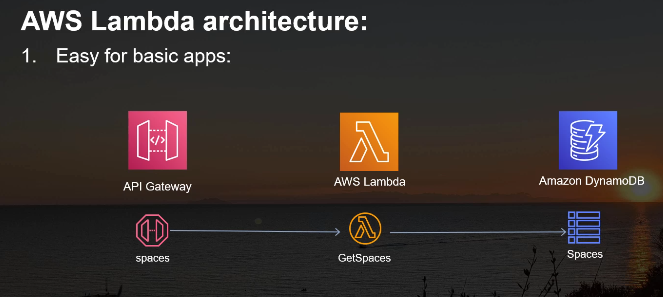 AWS Lambda architecture:
1. Easy for basic apps:
API Gateway
AWS Lambda
Amazon DynamoDB
spaces
GetSpaces
Spaces